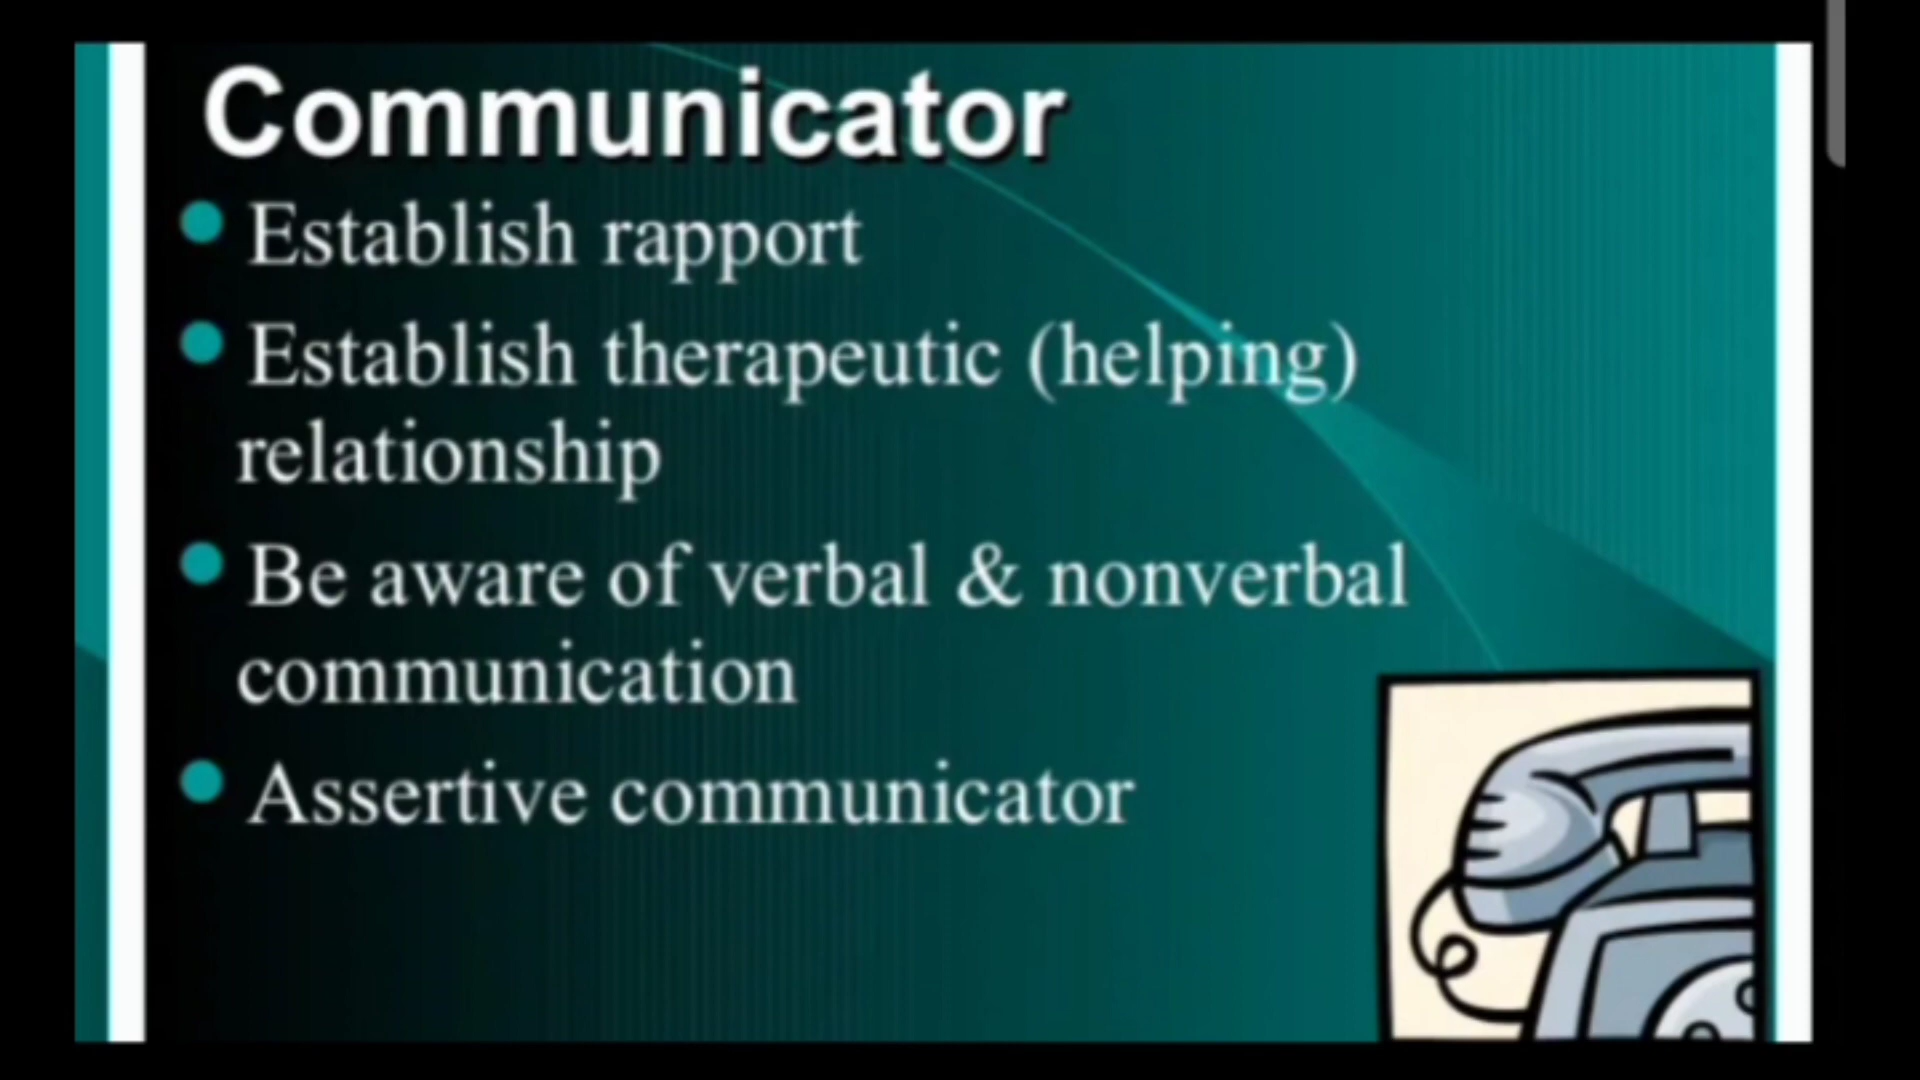 Communicator
Establish rapport
Establish therapeutic (helping)
relationship
Be aware of verbal & nonverbal
communication
Assertive communicator